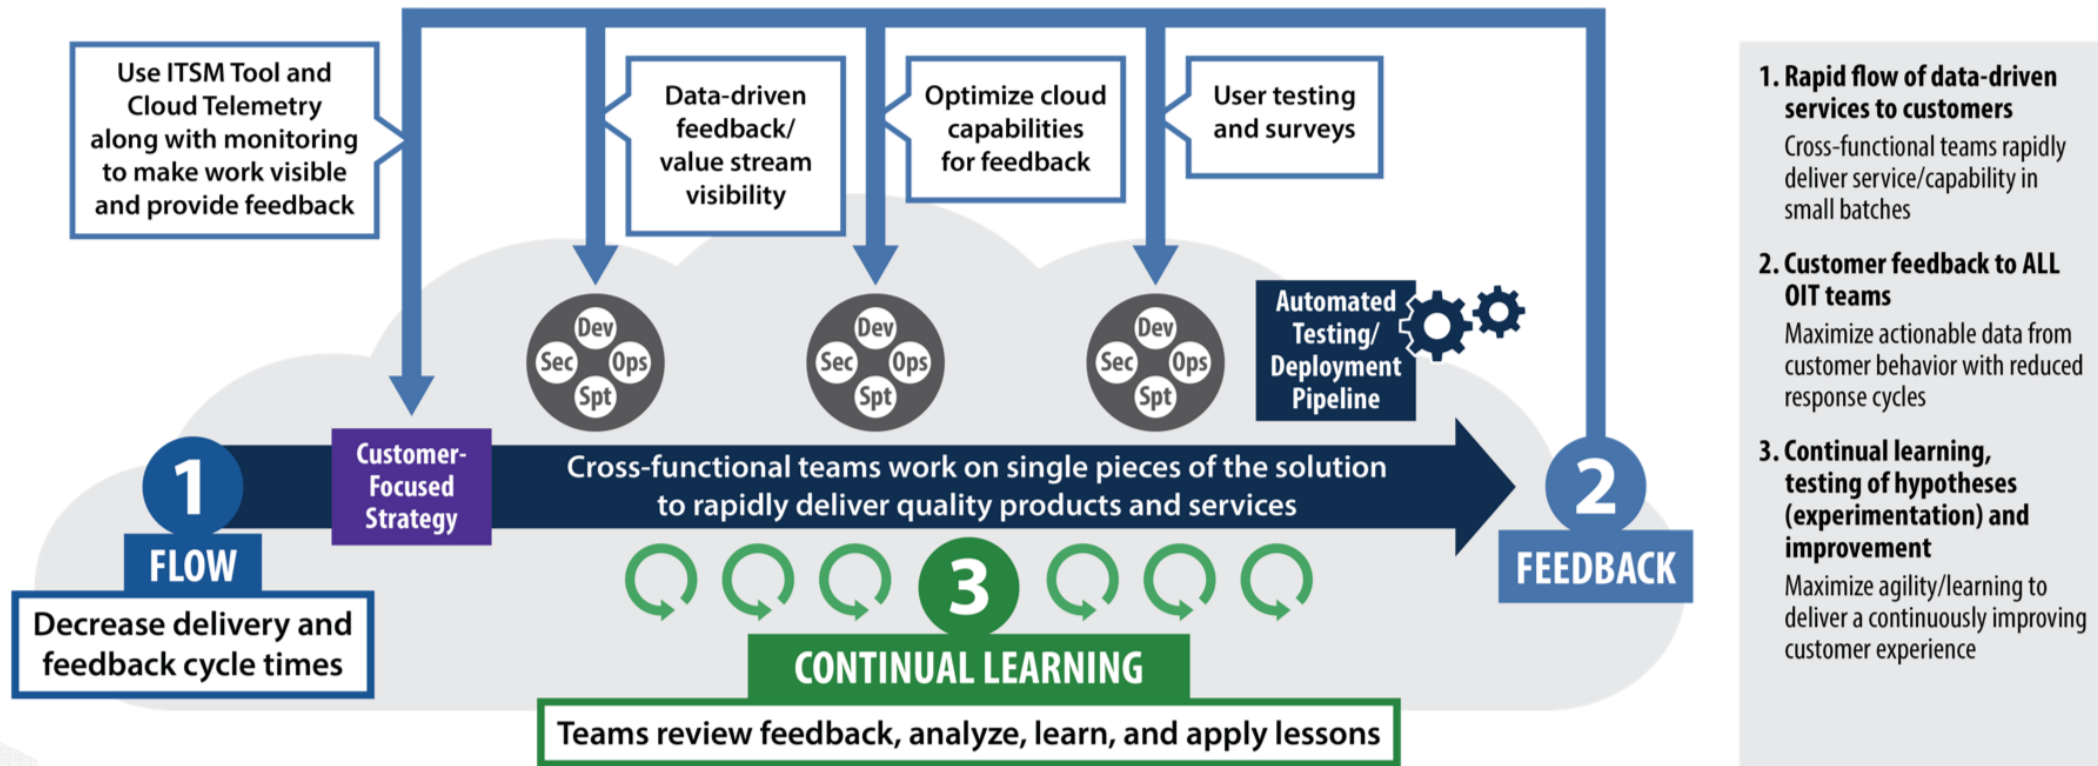 Use ITSM Tool and
Cloud Telemetry
along with monitoring
to make work visible
and provide feedback
Data-driven
feedback/
value stream
visibility
Optimize cloud
capabilities
for feedback
User testing
and surveys
Dev
Sec
Ops
Spt
Dev
Sec
Ops
Spt
Dev
Sec
Ops
Spt
Automated
Testing/
Deployment
Pipeline
1
FLOW
Decrease delivery and
feedback cycle times
Customer-
Focused
Strategy
Cross-functional teams work on single pieces of the solution
to rapidly deliver quality products and services
2
FEEDBACK
3
CONTINUAL LEARNING
Teams review feedback, analyze, learn, and apply lessons
1. Rapid flow of data-driven
services to customers
Cross-functional teams rapidly
deliver service/capability in
small batches
2. Customer feedback to ALL
OIT teams
Maximize actionable data from
customer behavior with reduced
response cycles
3. Continual learning,
testing of hypotheses
(experimentation) and
improvement
Maximize agility/learning to
deliver a continuously improving
customer experience